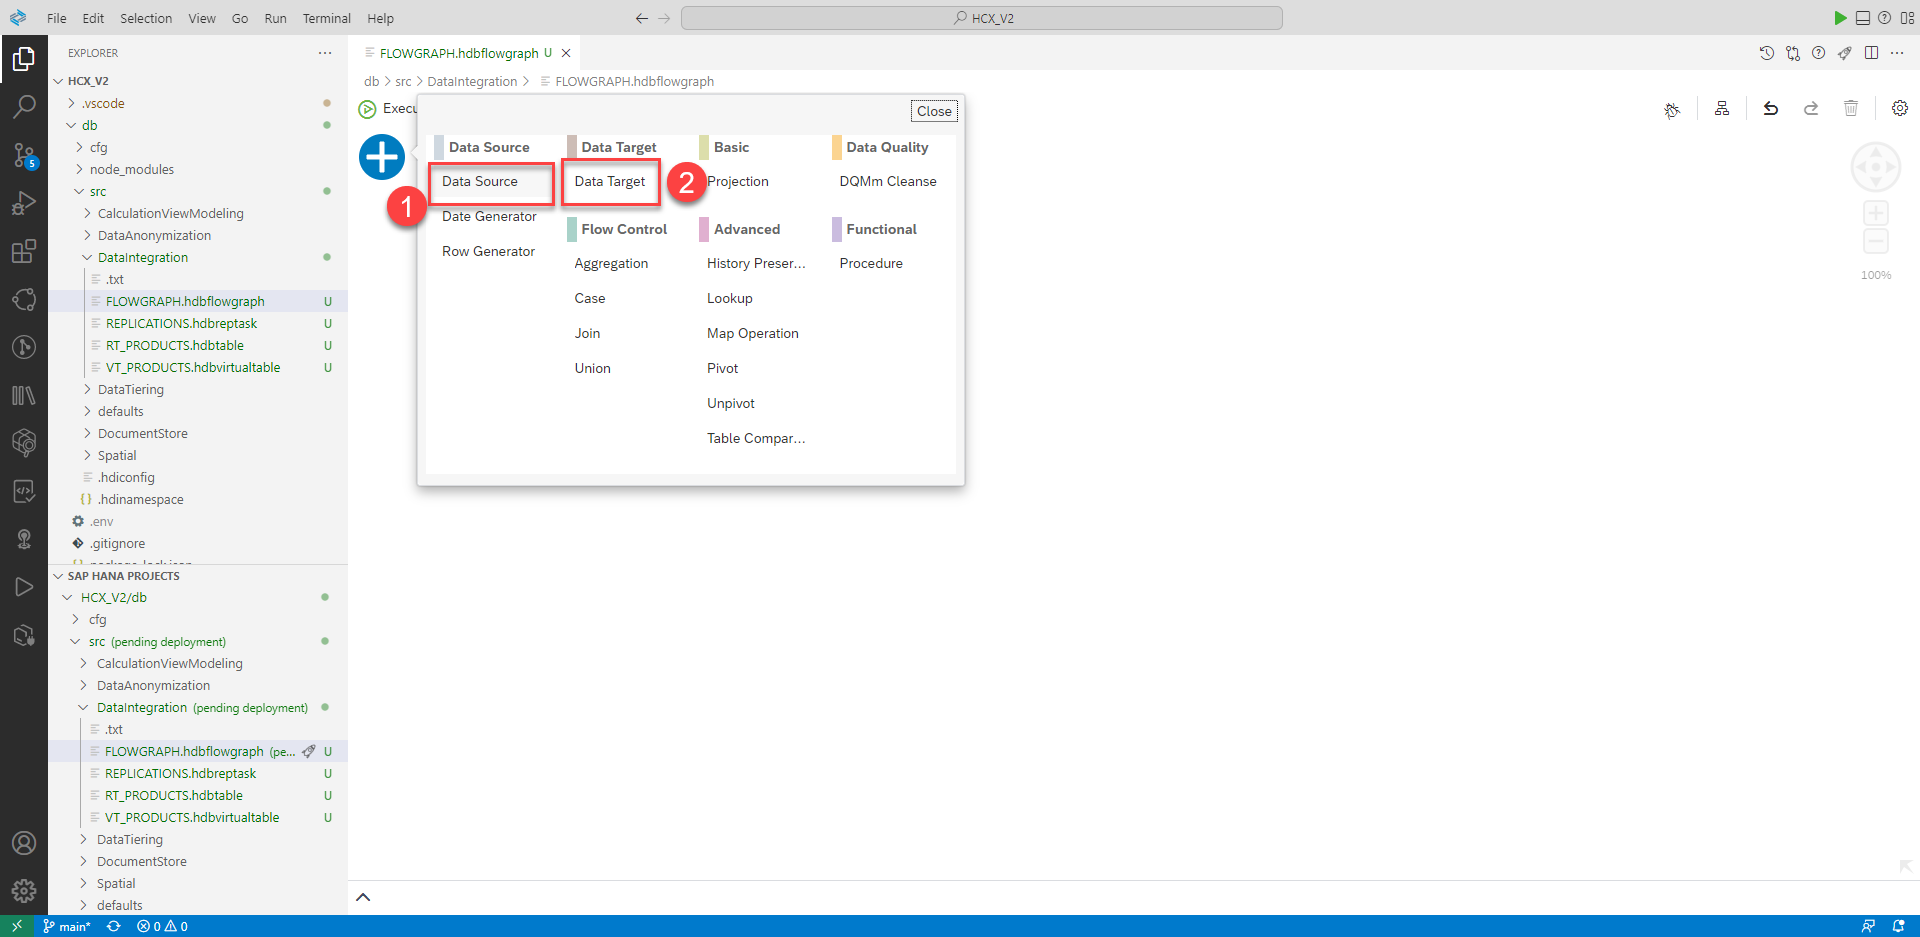 File Edit Selection View Go Run Terminal Help
HCX_V2
EXPLORER
HCX_V2
.vscode
db
cfg
node_modules
src
CalculationViewModeling
DataAnonymization
DataIntegration
.txt
FLOWGRAPH.hdbflowgraph U
REPLICATIONS.hdbreptask U
RT_PRODUCTS.hdbtable U
VT_PRODUCTS.hdbvirtualtable U
DataTiering
defaults
DocumentStore
Spatial
.hdiconfig
{} .hdinamespace
.env
.gitignore
SAP HANA PROJECTS
HCX_V2/db
cfg
src (pending deployment)
CalculationViewModeling
DataAnonymization
DataIntegration (pending deployment)
.txt
FLOWGRAPH.hdbflowgraph (pe... U
REPLICATIONS.hdbreptask U
RT_PRODUCTS.hdbtable U
VT_PRODUCTS.hdbvirtualtable U
DataTiering
DocumentStore
Spatial
defaults
5
FLOWGRAPH.hdbflowgraph U
db > src > DataIntegration > FLOWGRAPH.hdbflowgraph
Execu
Close
Data Source
Data Source
1
Date Generator
Row Generator
Data Target
Data Target
2
Flow Control
Aggregation
Case
Join
Union
Basic
Projection
Advanced
History Preser...
Lookup
Map Operation
Pivot
Unpivot
Table Compar...
Data Quality
DQMm Cleanse
Functional
Procedure
100%
main* 0 0